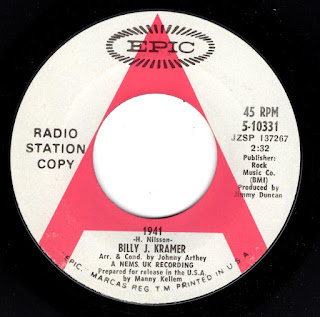 EPIC
RADIO
STATION
COPY
45 RPM
5-10331
JZSP 137267
2:32
Publisher:
Rock
Music Co.
(BMI)
Produced by
Jimmy Duncan
1941
-H. Nilsson-
BILLY J. KRAMER
Arr. & Cond. by Johnny Arthey
A NEMS UK RECORDING
Prepared for release in the U.S.A.
by Manny Kellem
EPIC, MARCAS REG. T.M. PRINTED IN U.S.A.